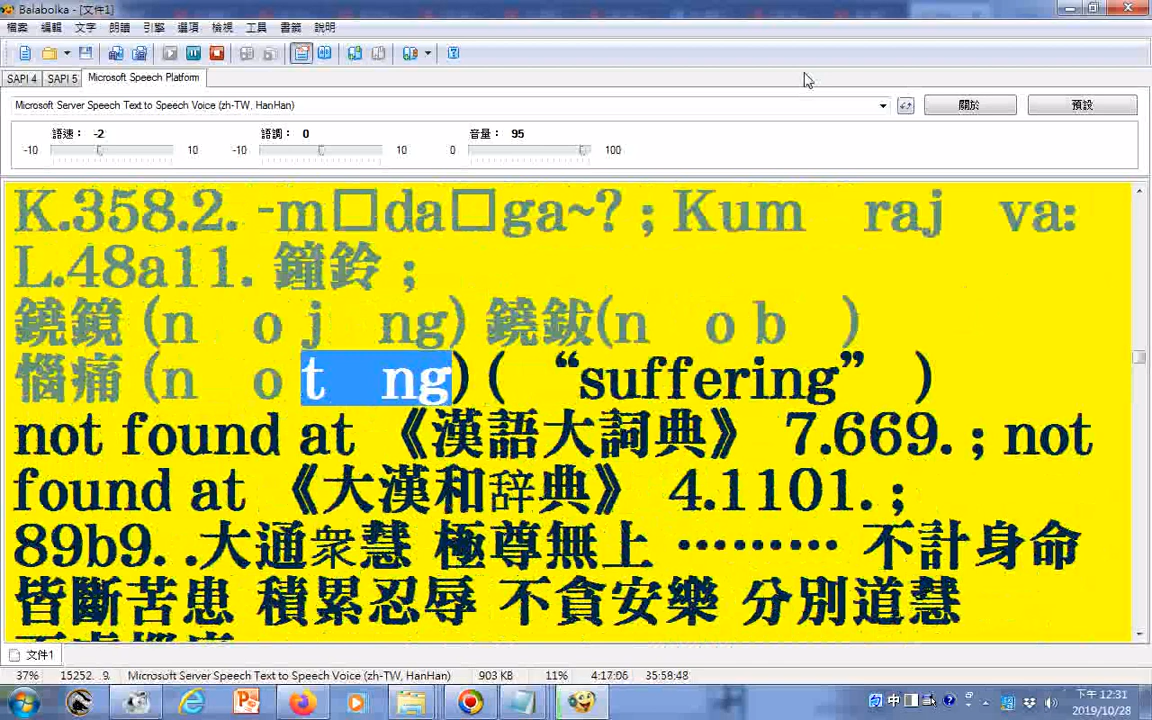 Balabolka - [文件1]
檔案 編輯 文字 朗讀 引擎 選項 檢視 工具 書籤 說明
SAPI 4 SAPI 5 Microsoft Speech Platform
Microsoft Server Speech Text to Speech Voice (zh-TW, HanHan) 關於 預設
語速： -2 語調： 0 音量： 95
-10 10 -10 10 0 100
K.358.2. -m□da□ga~? ; Kum raj va:
L.48a11. 鐘鈴 ;
鐃鏡 (n o j ng) 鐃鈸(n o b )
惱痛 (n o t ng) ( “suffering” )
not found at 《漢語大詞典》 7.669. ; not
found at 《大漢和辞典》 4.1101. ;
89b9. .大通衆慧 極尊無上 ……… 不計身命
皆斷苦患 積累忍辱 不貪安樂 分別道慧
文件1
37% 15252. 9. Microsoft Server Speech Text to Speech Voice (zh-TW, HanHan) 903 KB 11% 4:17:06 35:58:48
中 下午 12:31
2019/10/28